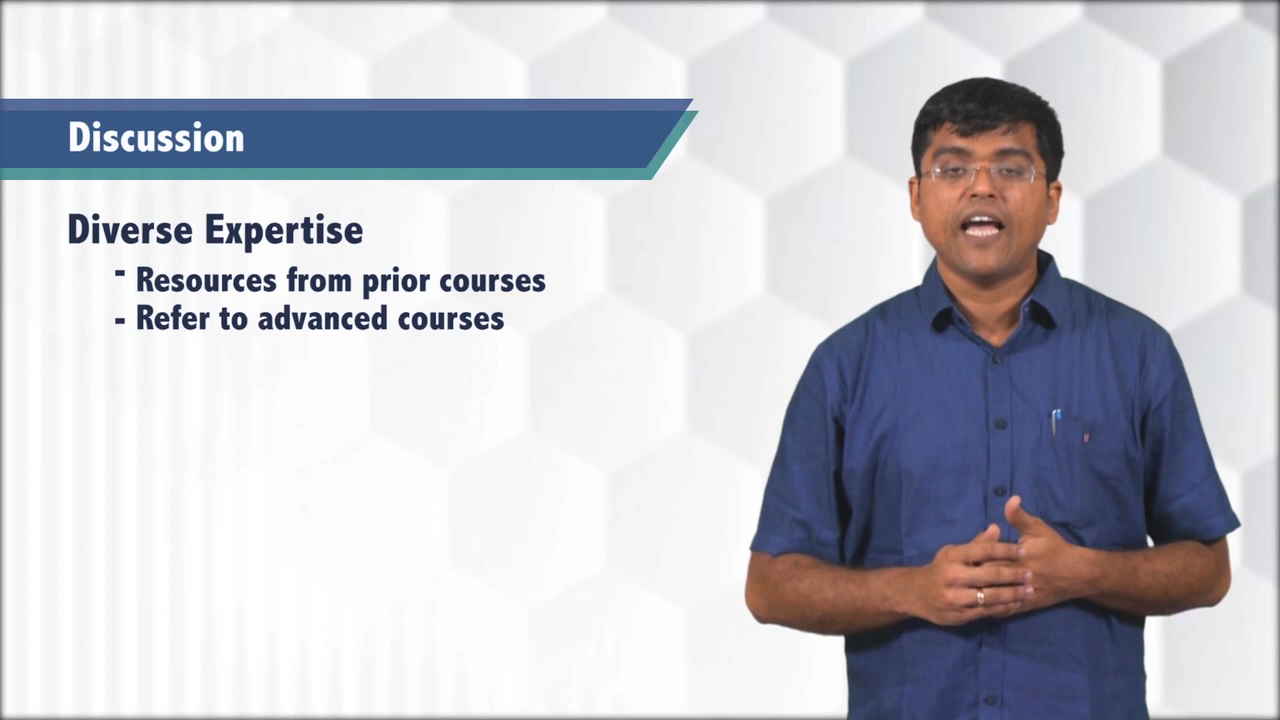 Discussion
Diverse Expertise
- Resources from prior courses
- Refer to advanced courses